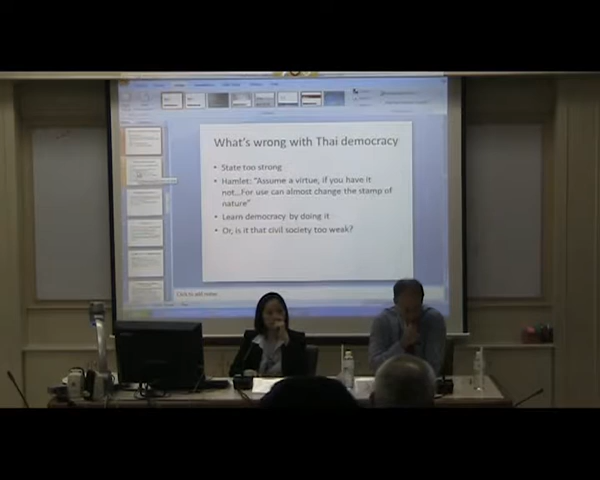 What's wrong with Thai democracy
• State too strong
• Hamlet: "Assume a virtue, if you have it
not...For use can almost change the stamp of
nature"
• Learn democracy by doing it
• Or, is it that civil society too weak?
Click to add notes